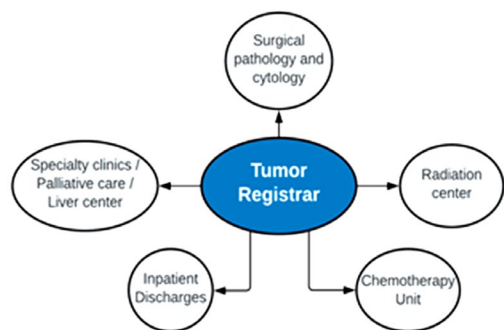 Surgical
pathology and
cytology
Specialty clinics /
Palliative care /
Liver center
Tumor
Registrar
Radiation
center
Inpatient
Discharges
Chemotherapy
Unit